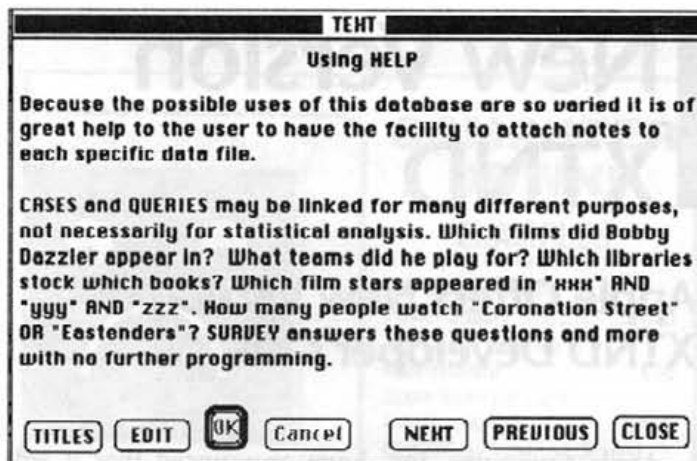 TEXT
Using HELP
Because the possible uses of this database are so varied it is of
great help to the user to have the facility to attach notes to
each specific data file.
CASES and QUERIES may be linked for many different purposes,
not necessarily for statistical analysis. Which films did Bobby
Dazzler appear in?  What teams did he play for? Which libraries
stock which books? Which film stars appeared in "xxx" AND
"yyy" AND "zzz". How many people watch "Coronation Street"
OR "Eastenders"? SURVEY answers these questions and more
with no further programming.
TITLES EDIT OK Cancel NEXT PREVIOUS CLOSE
New version
XTND
XTND Developer